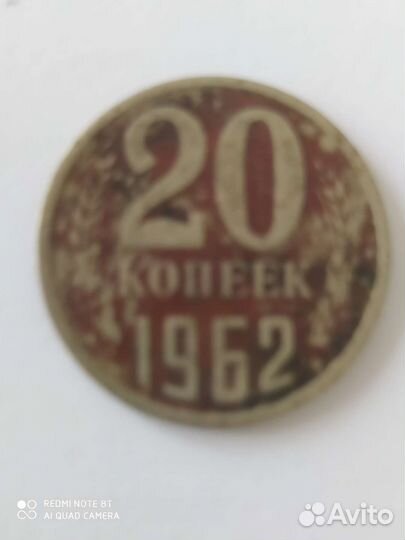 20
КОПЕЕК
1962
REDMI NOTE 8T
AI QUAD CAMERA
Avito